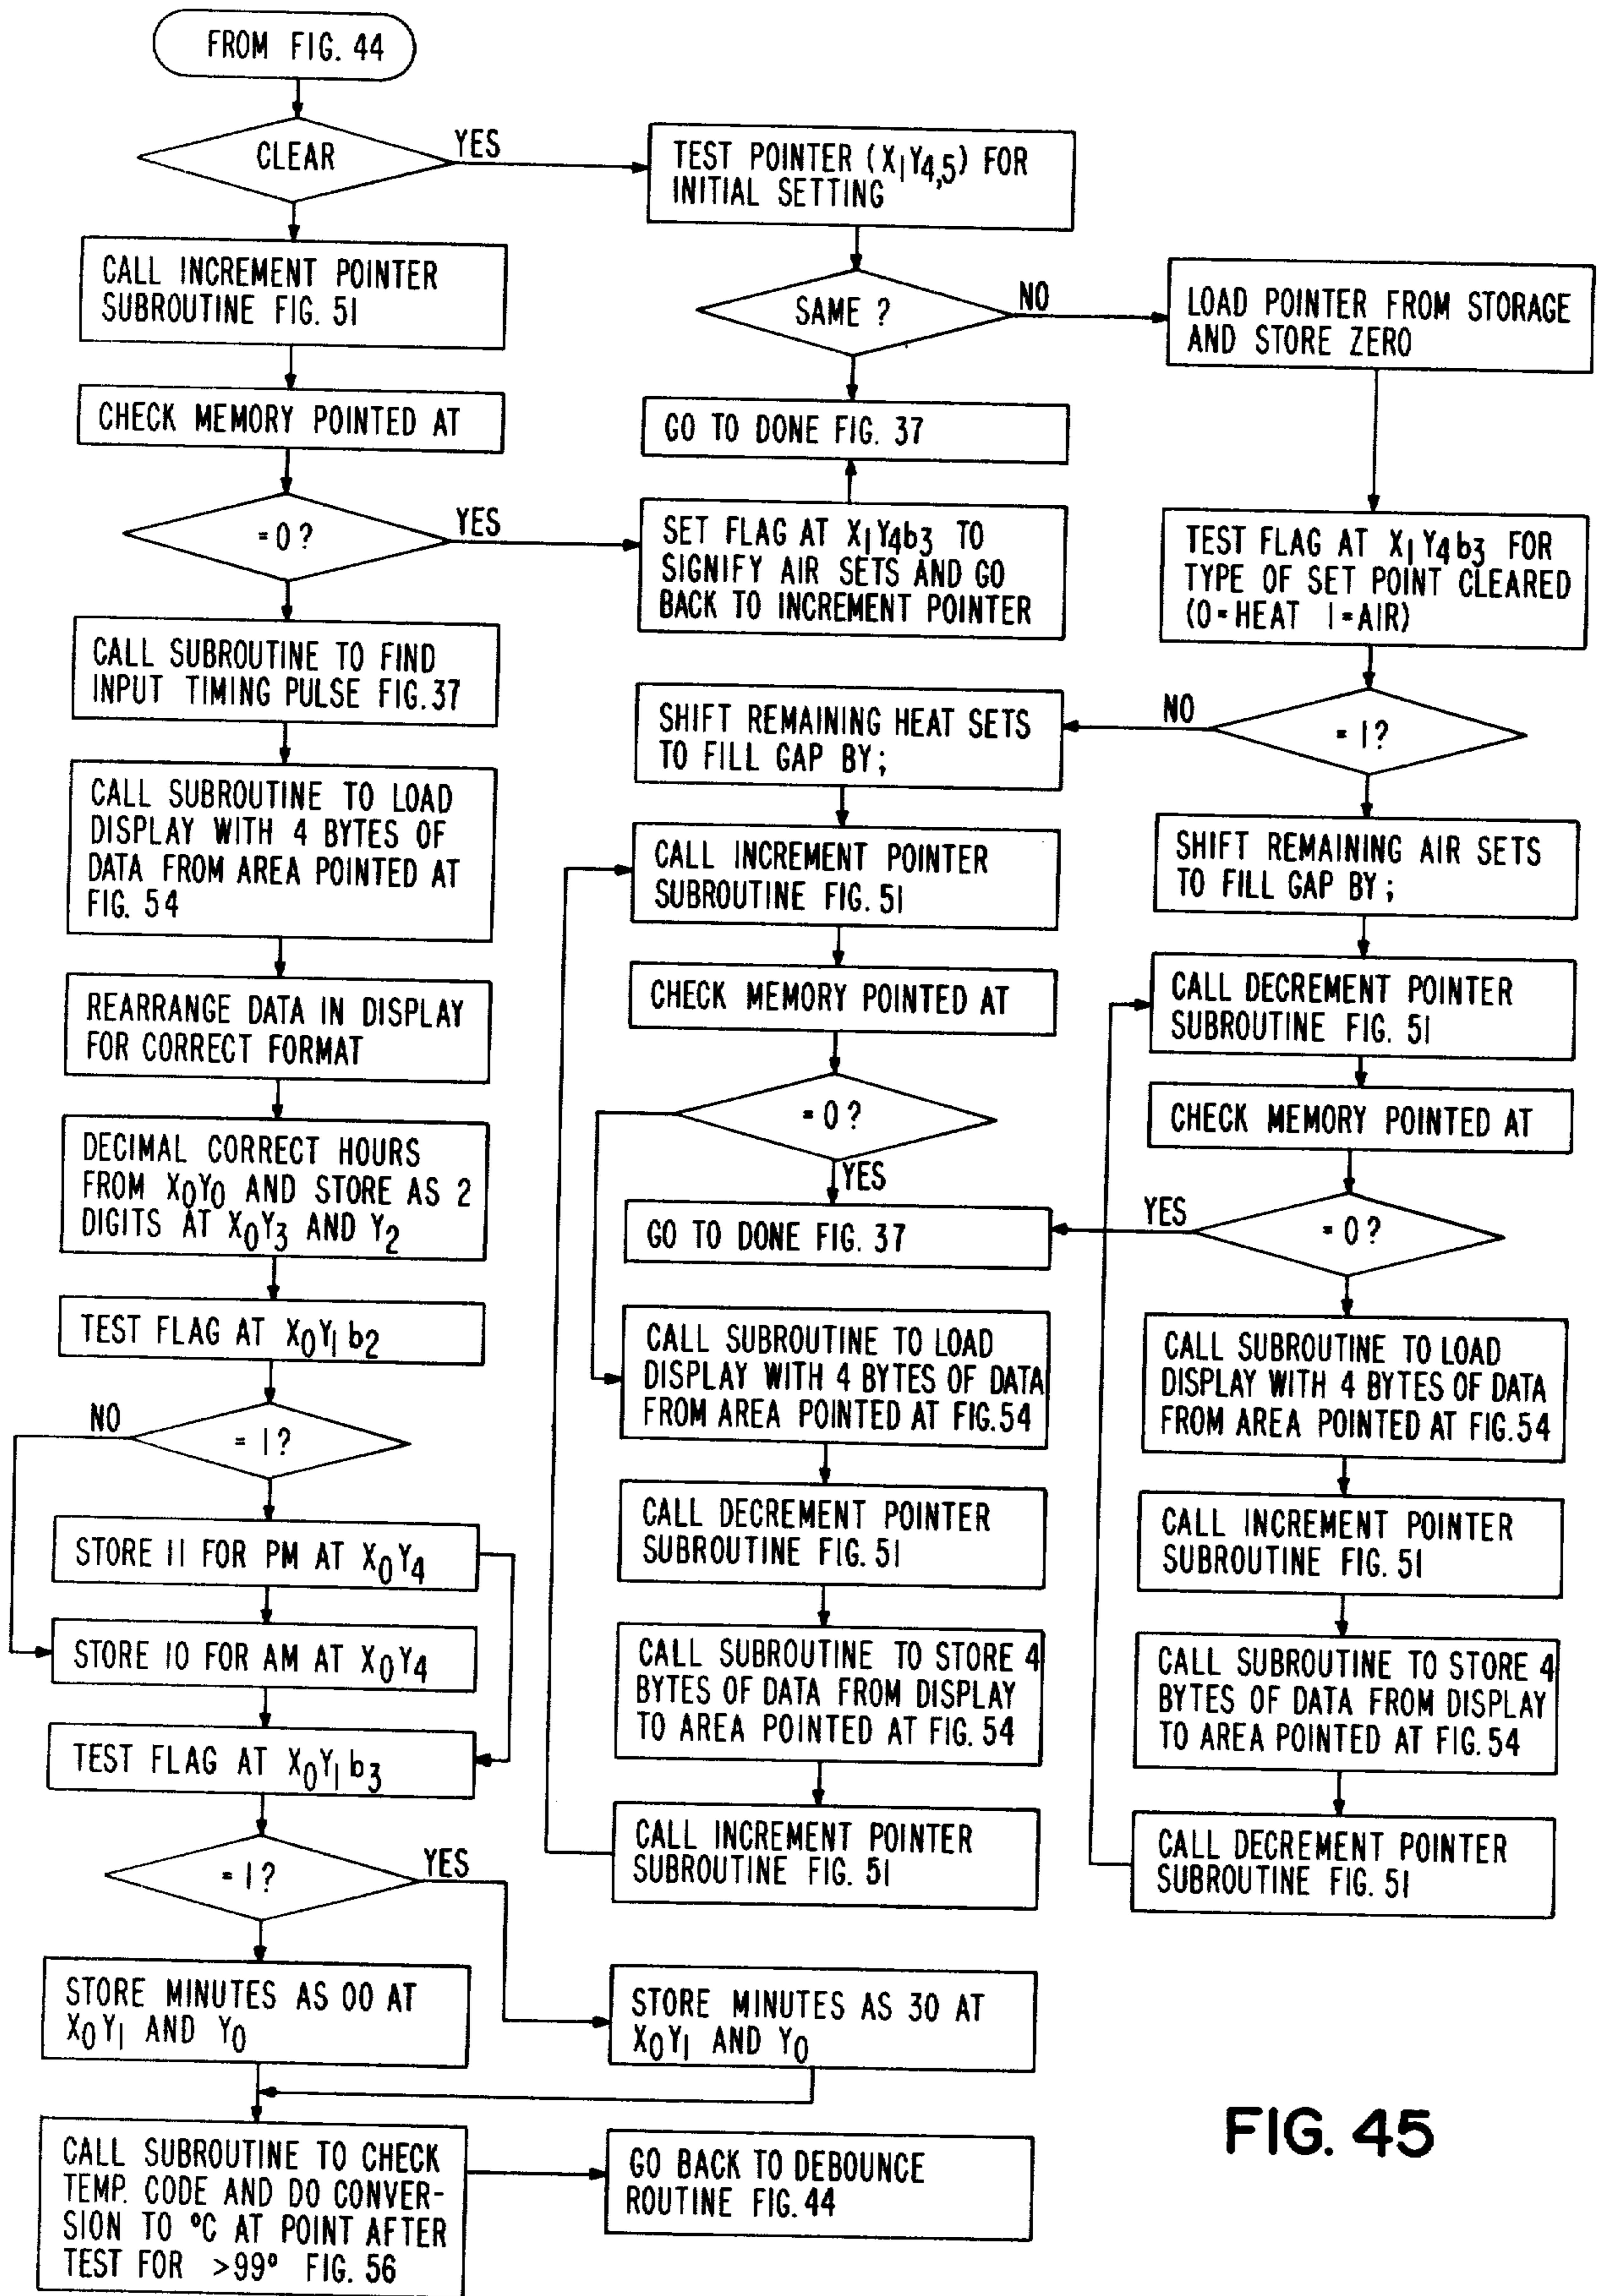 FROM FIG. 44
CLEAR
YES
CALL INCREMENT POINTER
SUBROUTINE FIG. 51
CHECK MEMORY POINTED AT
= 0 ?
YES
CALL SUBROUTINE TO FIND
INPUT TIMING PULSE FIG. 37
CALL SUBROUTINE TO LOAD
DISPLAY WITH 4 BYTES OF
DATA FROM AREA POINTED AT
FIG. 54
REARRANGE DATA IN DISPLAY
FOR CORRECT FORMAT
DECIMAL CORRECT HOURS
FROM X₀Y₀ AND STORE AS 2
DIGITS AT X₀Y₃ AND Y₂
TEST FLAG AT X₀Y₁ b₂
NO
= 1 ?
STORE 11 FOR PM AT X₀Y₄
STORE 10 FOR AM AT X₀Y₄
TEST FLAG AT X₀Y₁ b₃
= 1 ?
YES
STORE MINUTES AS 00 AT
X₀Y₁ AND Y₀
STORE MINUTES AS 30 AT
X₀Y₁ AND Y₀
CALL SUBROUTINE TO CHECK
TEMP. CODE AND DO CONVER-
SION TO °C AT POINT AFTER
TEST FOR >99° FIG. 56
GO BACK TO DEBOUNCE
ROUTINE FIG. 44
TEST POINTER (X₁Y₄,₅) FOR
INITIAL SETTING
SAME ?
NO
GO TO DONE FIG. 37
SET FLAG AT X₁Y₄b₃ TO
SIGNIFY AIR SETS AND GO
BACK TO INCREMENT POINTER
SHIFT REMAINING HEAT SETS
TO FILL GAP BY;
CALL INCREMENT POINTER
SUBROUTINE FIG. 51
CHECK MEMORY POINTED AT
= 0 ?
YES
GO TO DONE FIG. 37
CALL SUBROUTINE TO LOAD
DISPLAY WITH 4 BYTES OF DATA
FROM AREA POINTED AT FIG. 54
CALL DECREMENT POINTER
SUBROUTINE FIG. 51
CALL SUBROUTINE TO STORE 4
BYTES OF DATA FROM DISPLAY
TO AREA POINTED AT FIG. 54
CALL INCREMENT POINTER
SUBROUTINE FIG. 51
LOAD POINTER FROM STORAGE
AND STORE ZERO
TEST FLAG AT X₁Y₄b₃ FOR
TYPE OF SET POINT CLEARED
(0=HEAT 1=AIR)
NO
= 1 ?
SHIFT REMAINING AIR SETS
TO FILL GAP BY;
CALL DECREMENT POINTER
SUBROUTINE FIG. 51
CHECK MEMORY POINTED AT
YES
= 0 ?
CALL SUBROUTINE TO LOAD
DISPLAY WITH 4 BYTES OF DATA
FROM AREA POINTED AT FIG. 54
CALL INCREMENT POINTER
SUBROUTINE FIG. 51
CALL SUBROUTINE TO STORE 4
BYTES OF DATA FROM DISPLAY
TO AREA POINTED AT FIG. 54
CALL DECREMENT POINTER
SUBROUTINE FIG. 51
FIG. 45